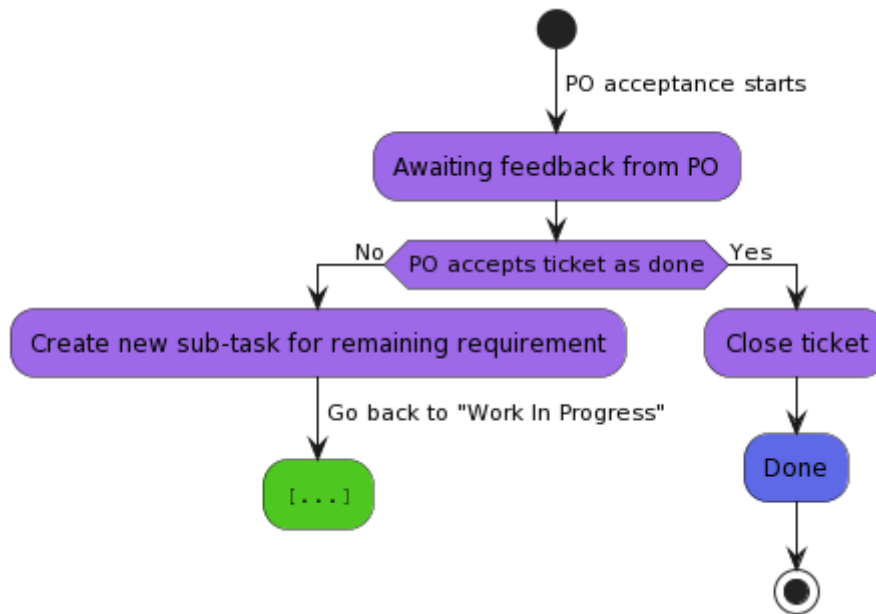 PO acceptance starts
Awaiting feedback from PO
No
PO accepts ticket as done
Yes
Create new sub-task for remaining requirement
Close ticket
Go back to "Work In Progress"
Done
[...]